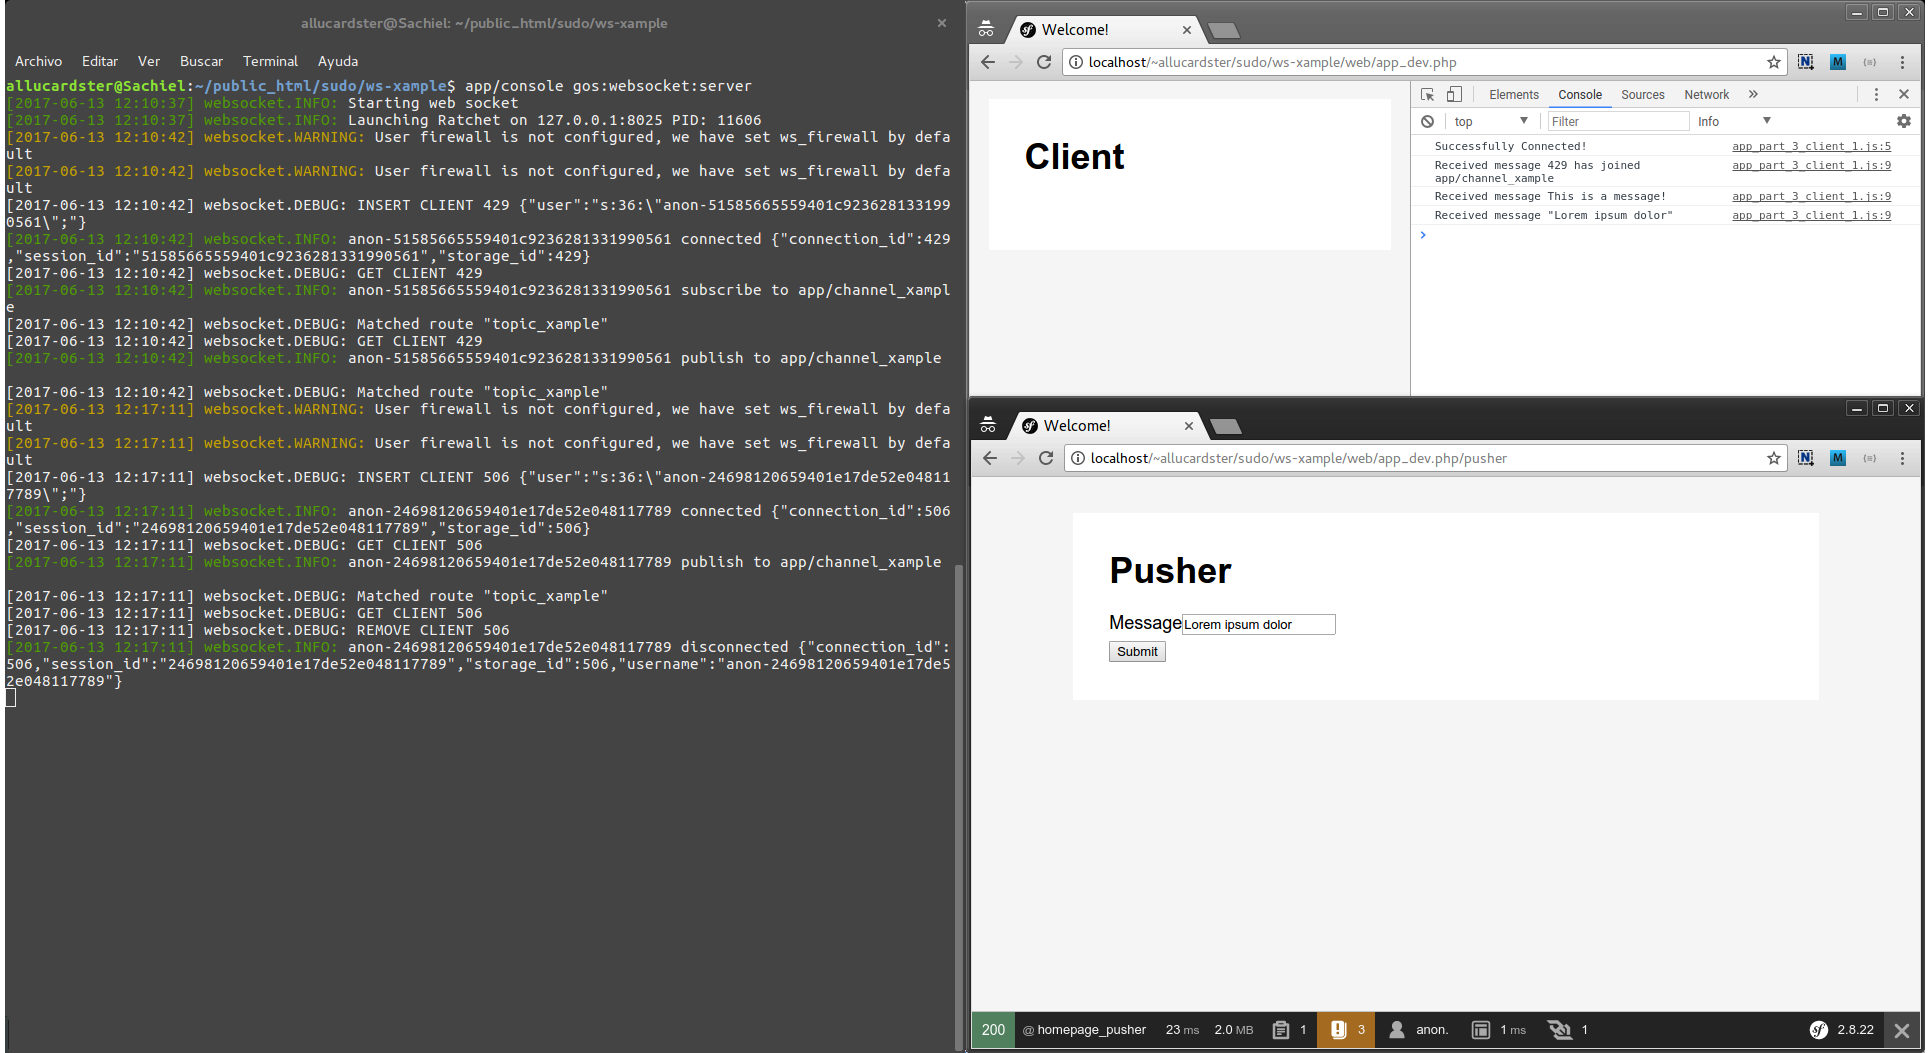 allucardster@Sachiel: ~/public_html/sudo/ws-xample
Archivo Editar Ver Buscar Terminal Ayuda
allucardster@Sachiel:~/public_html/sudo/ws-xample$ app/console gos:websocket:server
[2017-06-13 12:10:37] websocket.INFO: Starting web socket
[2017-06-13 12:10:37] websocket.INFO: Launching Ratchet on 127.0.0.1:8025 PID: 11606
[2017-06-13 12:10:42] websocket.WARNING: User firewall is not configured, we have set ws_firewall by defa
ult
[2017-06-13 12:10:42] websocket.WARNING: User firewall is not configured, we have set ws_firewall by defa
ult
[2017-06-13 12:10:42] websocket.DEBUG: INSERT CLIENT 429 {"user":"s:36:\"anon-51585665559401c923628133199
0561\";"}
[2017-06-13 12:10:42] websocket.INFO: anon-51585665559401c9236281331990561 connected {"connection_id":429
,"session_id":"51585665559401c9236281331990561","storage_id":429}
[2017-06-13 12:10:42] websocket.DEBUG: GET CLIENT 429
[2017-06-13 12:10:42] websocket.INFO: anon-51585665559401c9236281331990561 subscribe to app/channel_xampl
e
[2017-06-13 12:10:42] websocket.DEBUG: Matched route "topic_xample"
[2017-06-13 12:10:42] websocket.DEBUG: GET CLIENT 429
[2017-06-13 12:10:42] websocket.INFO: anon-51585665559401c9236281331990561 publish to app/channel_xample
[2017-06-13 12:10:42] websocket.DEBUG: Matched route "topic_xample"
[2017-06-13 12:17:11] websocket.WARNING: User firewall is not configured, we have set ws_firewall by defa
ult
[2017-06-13 12:17:11] websocket.WARNING: User firewall is not configured, we have set ws_firewall by defa
ult
[2017-06-13 12:17:11] websocket.DEBUG: INSERT CLIENT 506 {"user":"s:36:\"anon-24698120659401e17de52e04811
7789\";"}
[2017-06-13 12:17:11] websocket.INFO: anon-24698120659401e17de52e048117789 connected {"connection_id":506
,"session_id":"24698120659401e17de52e048117789","storage_id":506}
[2017-06-13 12:17:11] websocket.DEBUG: GET CLIENT 506
[2017-06-13 12:17:11] websocket.INFO: anon-24698120659401e17de52e048117789 publish to app/channel_xample
[2017-06-13 12:17:11] websocket.DEBUG: Matched route "topic_xample"
[2017-06-13 12:17:11] websocket.DEBUG: GET CLIENT 506
[2017-06-13 12:17:11] websocket.DEBUG: REMOVE CLIENT 506
[2017-06-13 12:17:11] websocket.INFO: anon-24698120659401e17de52e048117789 disconnected {"connection_id":
506,"session_id":"24698120659401e17de52e048117789","storage_id":506,"username":"anon-24698120659401e17de5
2e048117789"}
sf Welcome!
localhost/~allucardster/sudo/ws-xample/web/app_dev.php
N M
Client
Elements Console Sources Network »
top Filter Info
Successfully Connected! app_part_3_client_1.js:5
Received message 429 has joined app_part_3_client_1.js:9
app/channel_xample
Received message This is a message! app_part_3_client_1.js:9
Received message "Lorem ipsum dolor" app_part_3_client_1.js:9
sf Welcome!
localhost/~allucardster/sudo/ws-xample/web/app_dev.php/pusher
N M
Pusher
Message Lorem ipsum dolor
Submit
200 @ homepage_pusher 23 ms 2.0 MB 1 3 anon. 1 ms 1 sf 2.8.22